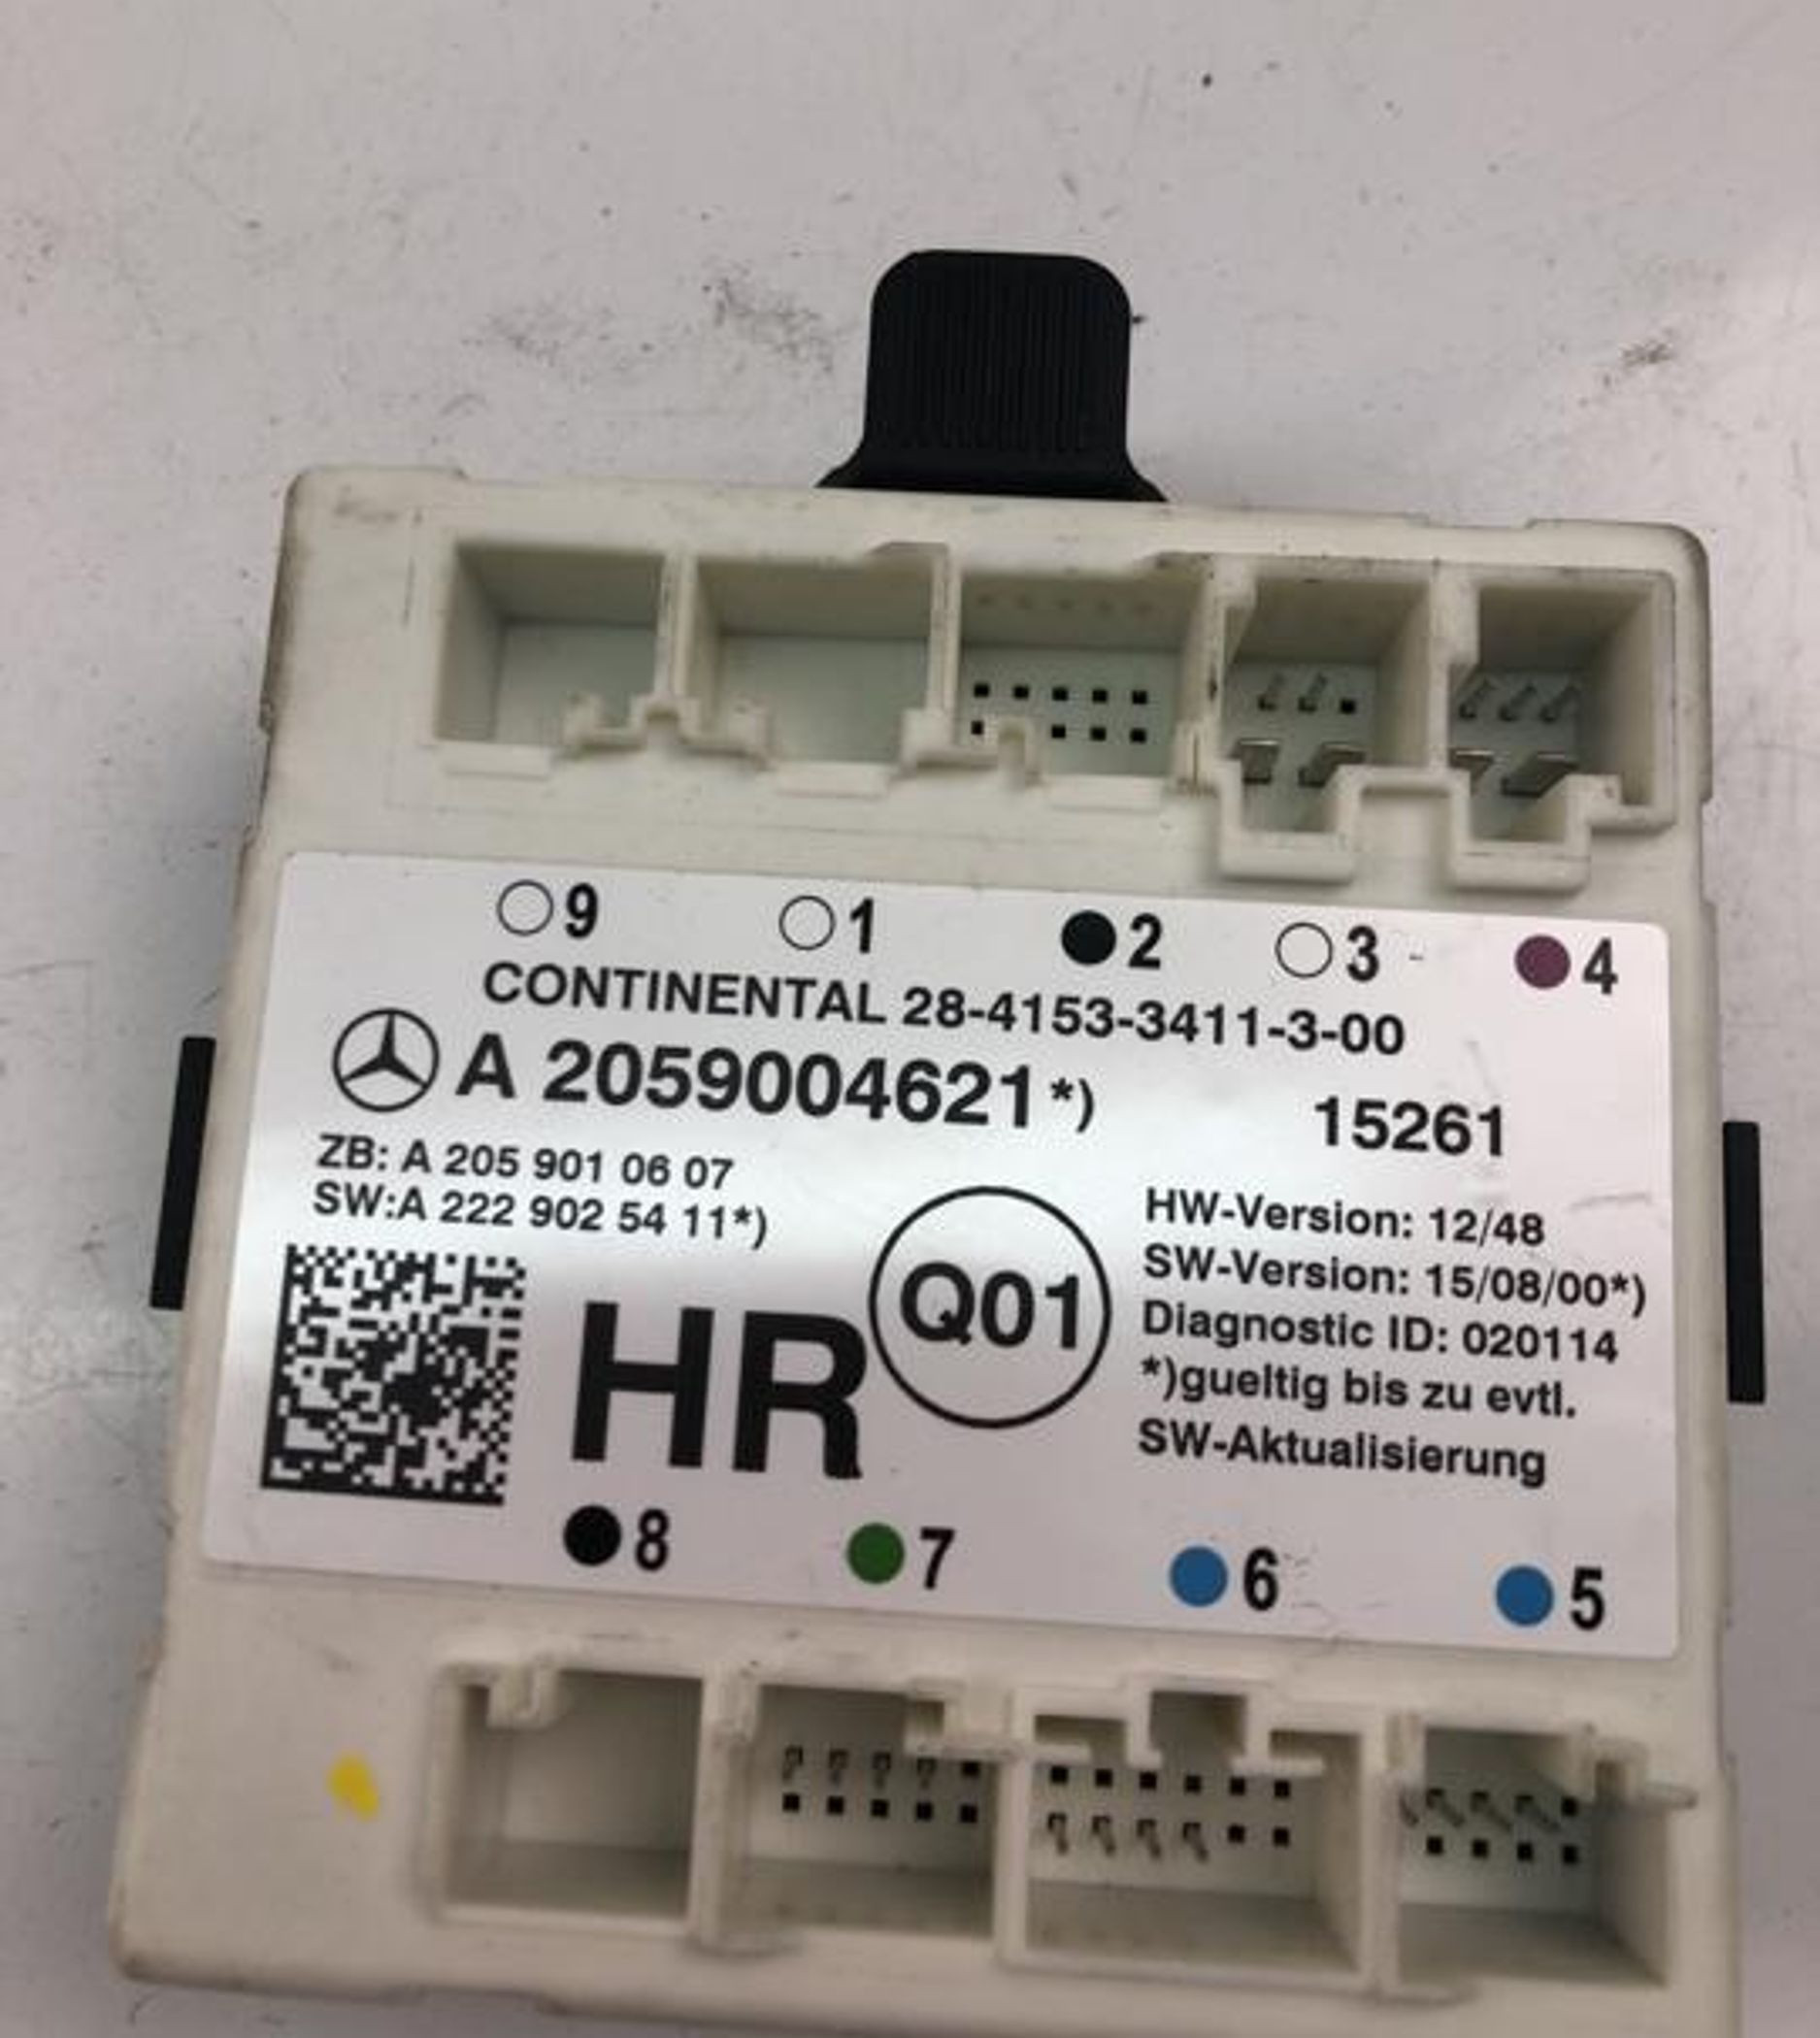 9 1 2 3 4
CONTINENTAL 28-4153-3411-3-00
A 2059004621*) 15261
ZB: A 205 901 06 07
SW:A 222 902 54 11*)
HR
Q01
HW-Version: 12/48
SW-Version: 15/08/00*)
Diagnostic ID: 020114
*)gueltig bis zu evtl.
SW-Aktualisierung
8 7 6 5